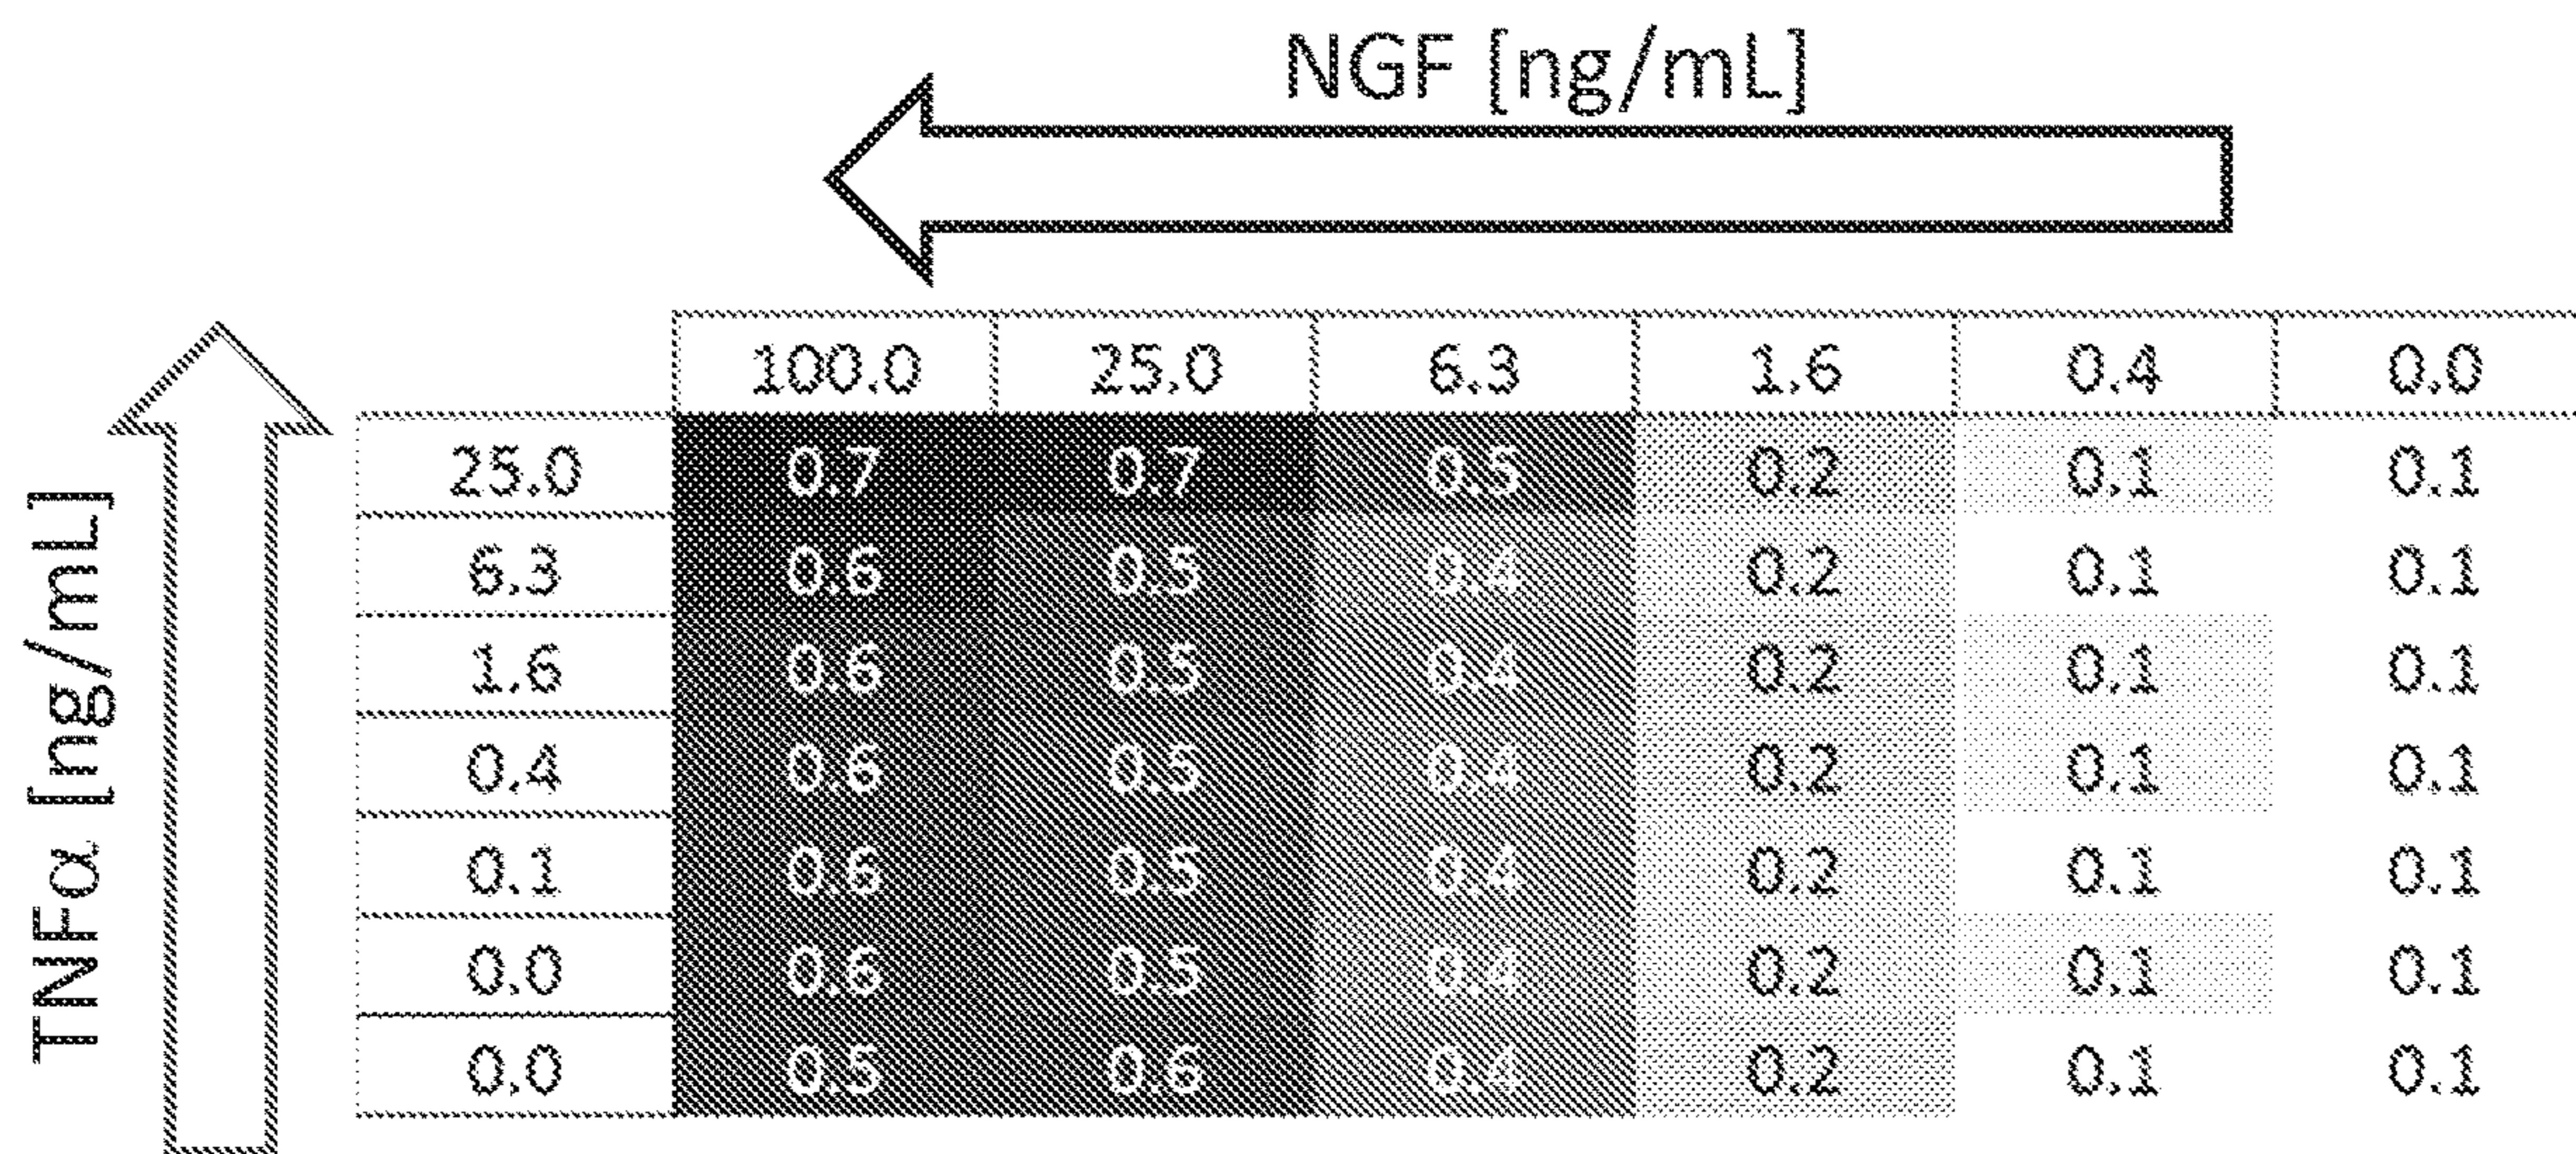 NGF [ng/mL]
TNFα [ng/mL]
100.0 25.0 6.3 1.6 0.4 0.0
25.0 0.7 0.7 0.5 0.2 0.1 0.1
6.3 0.6 0.5 0.4 0.2 0.1 0.1
1.6 0.6 0.5 0.4 0.2 0.1 0.1
0.4 0.6 0.5 0.4 0.2 0.1 0.1
0.1 0.6 0.5 0.4 0.2 0.1 0.1
0.0 0.6 0.5 0.4 0.2 0.1 0.1
0.0 0.5 0.6 0.4 0.2 0.1 0.1